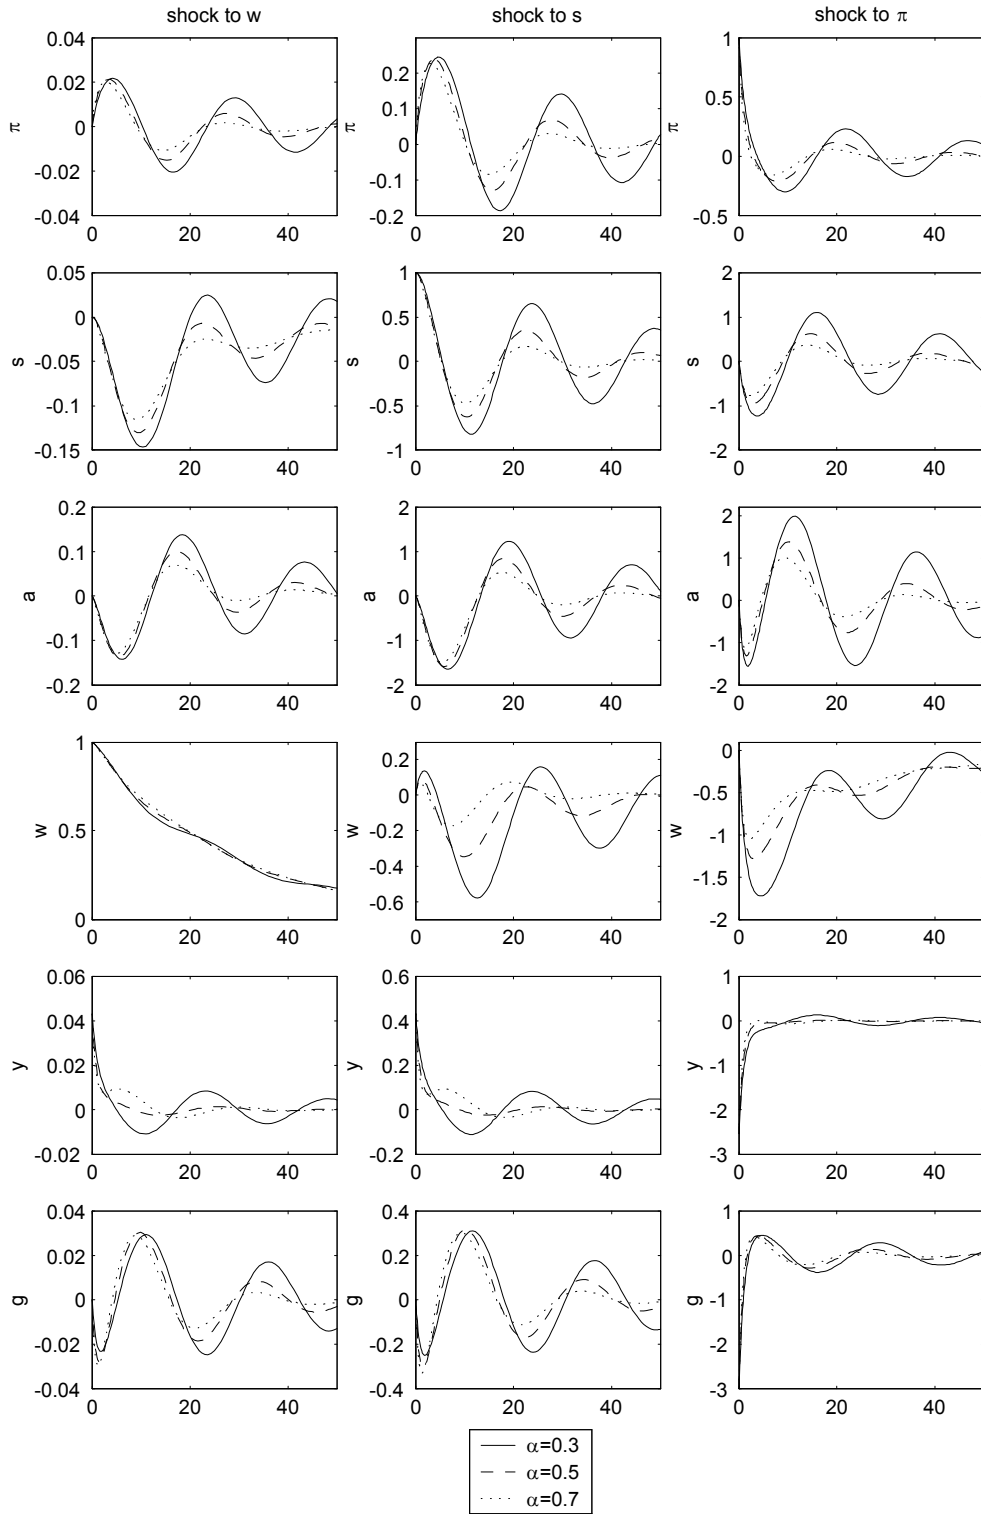 shock to w shock to s shock to π
0.04 0.02 0 -0.02 -0.04
π
0 20 40
0.2 0.1 0 -0.1 -0.2
π
0 20 40
1 0.5 0 -0.5
π
0 20 40
0.05 0 -0.05 -0.1 -0.15
s
0 20 40
1 0.5 0 -0.5 -1
s
0 20 40
2 1 0 -1 -2
s
0 20 40
0.2 0.1 0 -0.1 -0.2
a
0 20 40
2 1 0 -1 -2
a
0 20 40
2 1 0 -1 -2
a
0 20 40
1 0.5 0
w
0 20 40
0.2 0 -0.2 -0.4 -0.6
w
0 20 40
0 -0.5 -1 -1.5 -2
w
0 20 40
0.06 0.04 0.02 0 -0.02
y
0 20 40
0.6 0.4 0.2 0 -0.2
y
0 20 40
1 0 -1 -2 -3
y
0 20 40
0.04 0.02 0 -0.02 -0.04
g
0 20 40
0.4 0.2 0 -0.2 -0.4
g
0 20 40
1 0 -1 -2 -3
g
0 20 40
α=0.3
α=0.5
α=0.7